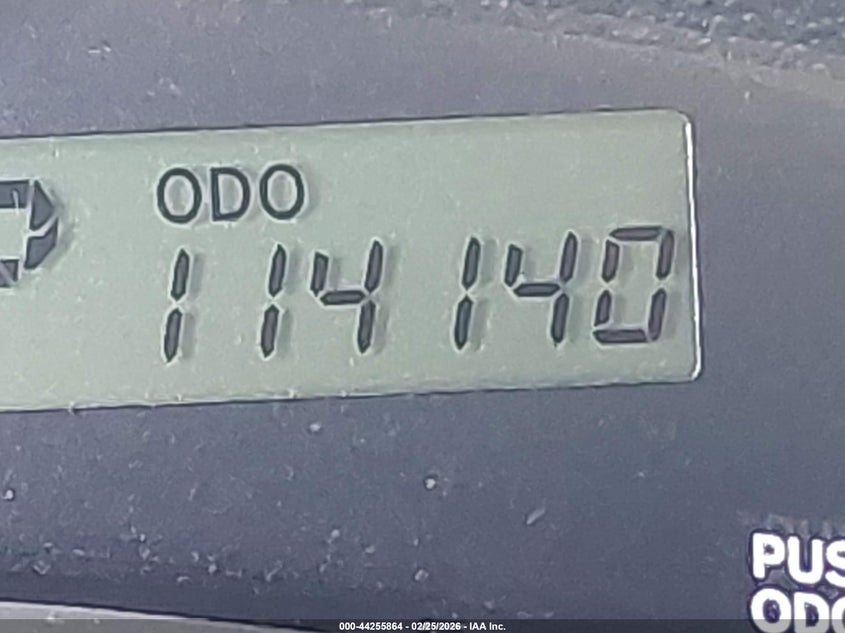 ODO
114140
PUS
ODO
000-44255864 - 02/25/2026 - IAA Inc.